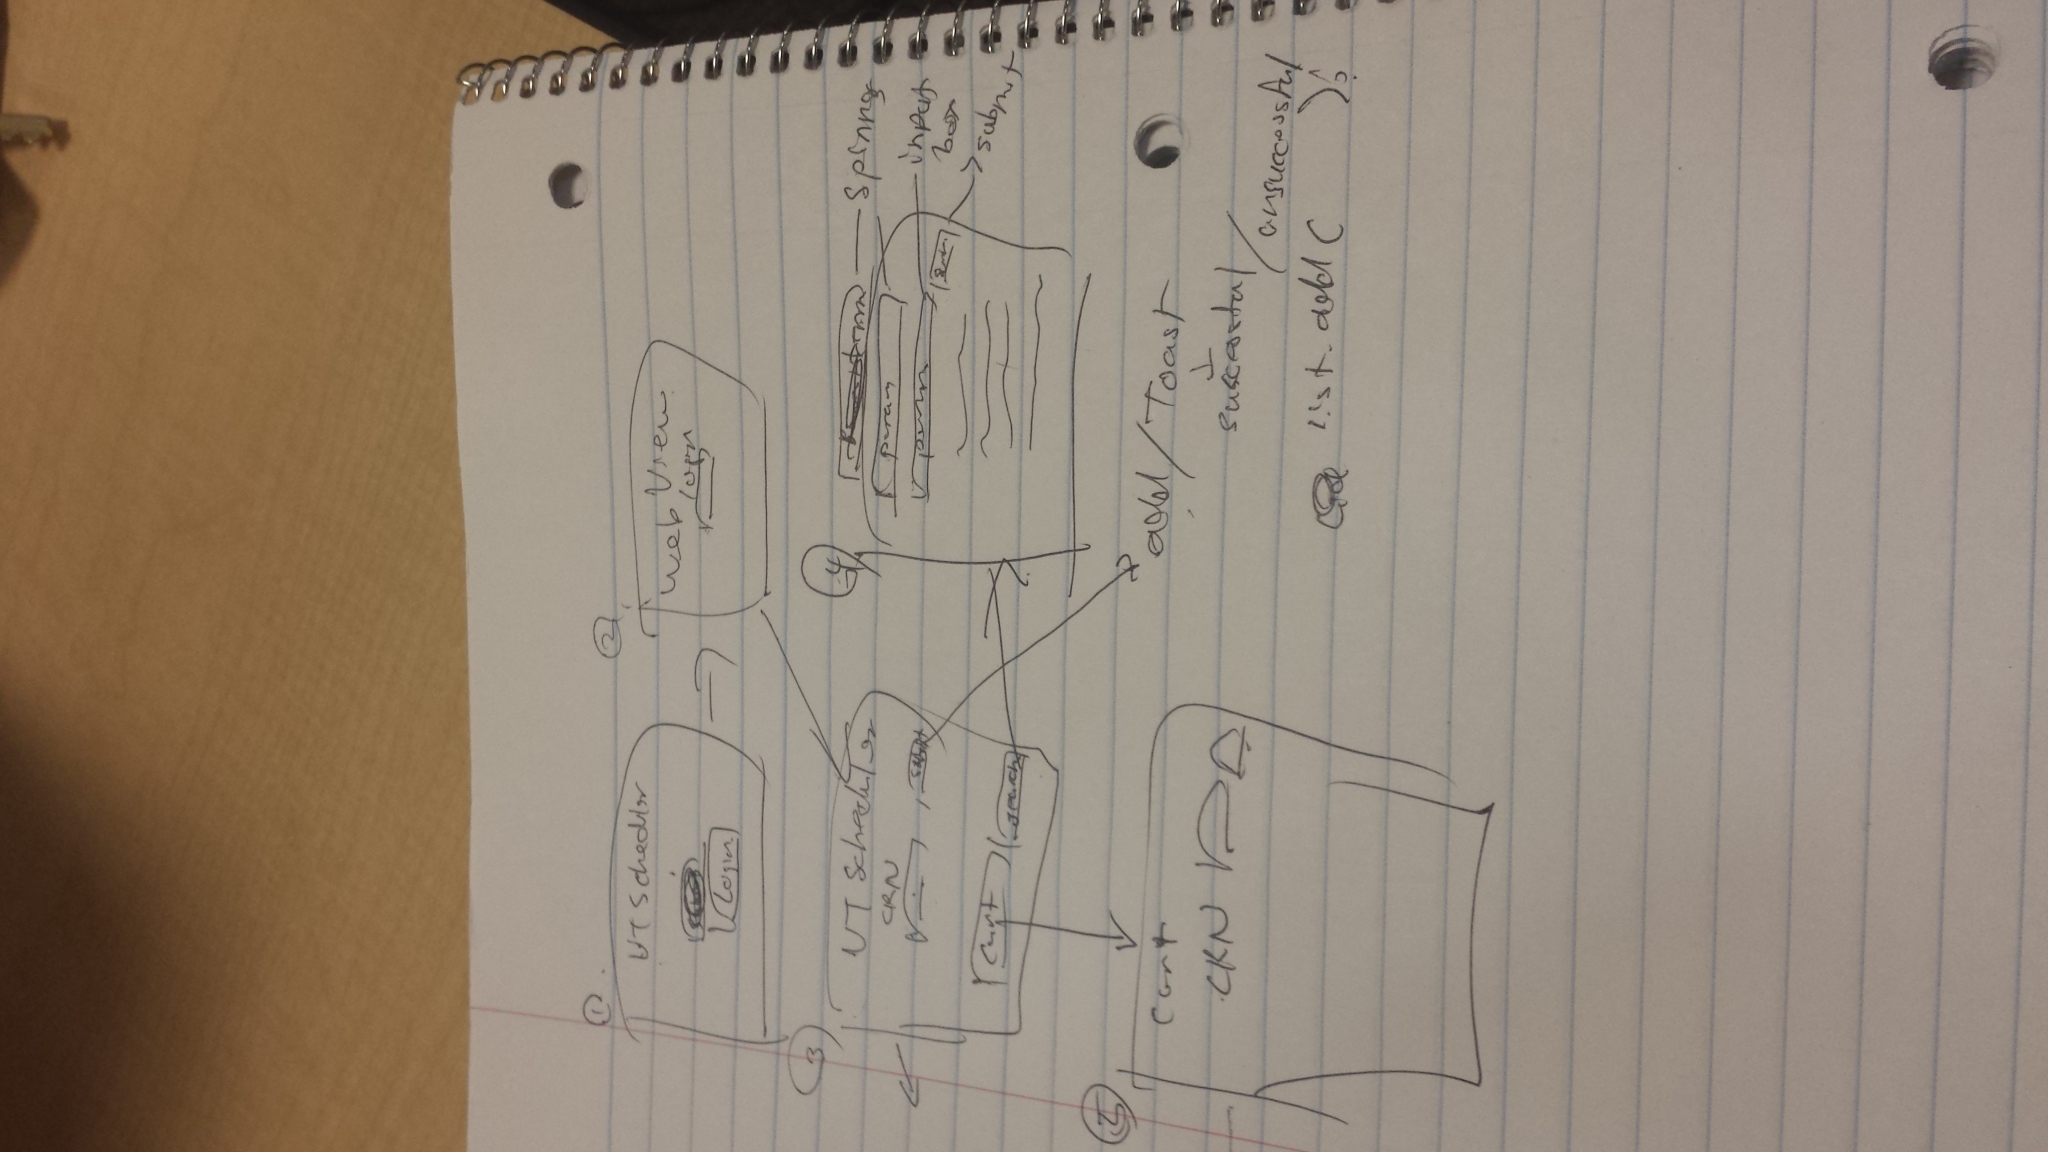 1
UT Scheduler
Login
2
Web View
login
3
UT Scheduler
CRN
submit
Cart
search
4
Spinner
param
param
input
box
submit
5
Cart
CRN
add/Toast
successful/
unsuccessful
list.add( );